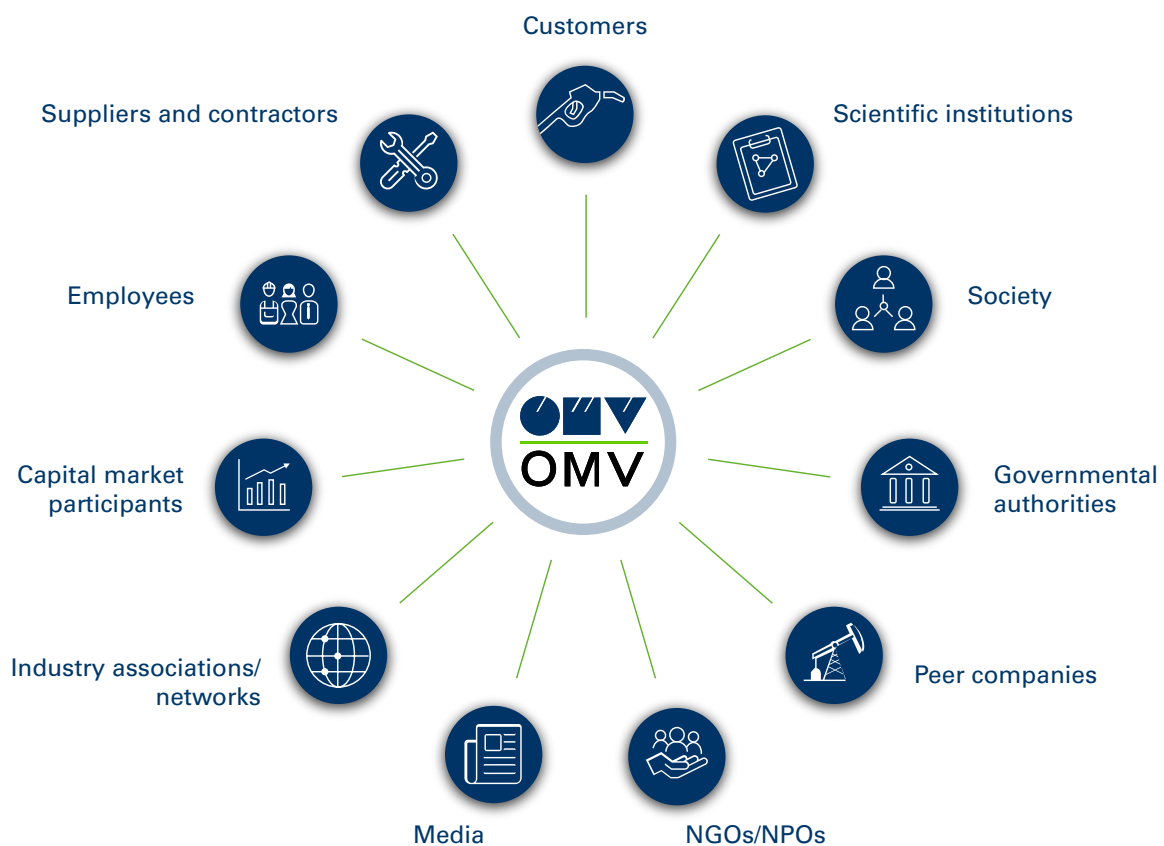 Customers
Suppliers and contractors
Scientific institutions
Employees
Society
OMV
OMV
Capital market
participants
Governmental
authorities
Industry associations/
networks
Peer companies
Media
NGOs/NPOs